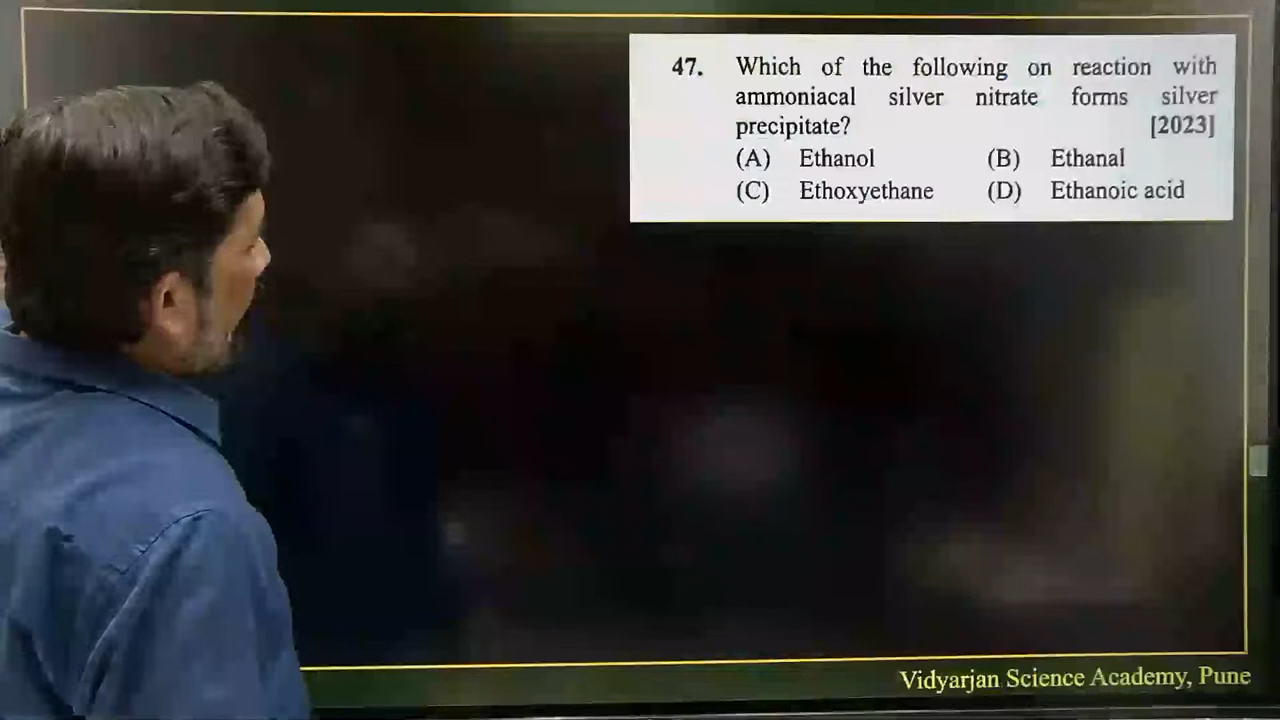 47. Which of the following on reaction with
ammoniacal silver nitrate forms silver
precipitate? [2023]
(A) Ethanol (B) Ethanal
(C) Ethoxyethane (D) Ethanoic acid
Vidyarjan Science Academy, Pune